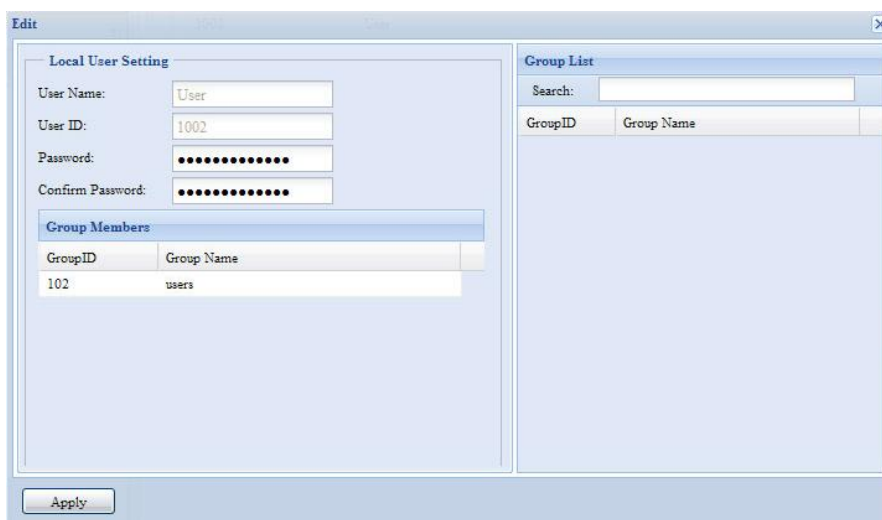 Edit
Local User Setting
User Name: User
User ID: 1002
Password: •••••••••••••
Confirm Password: •••••••••••••
Group Members
GroupID Group Name
102 users
Group List
Search:
GroupID Group Name
Apply